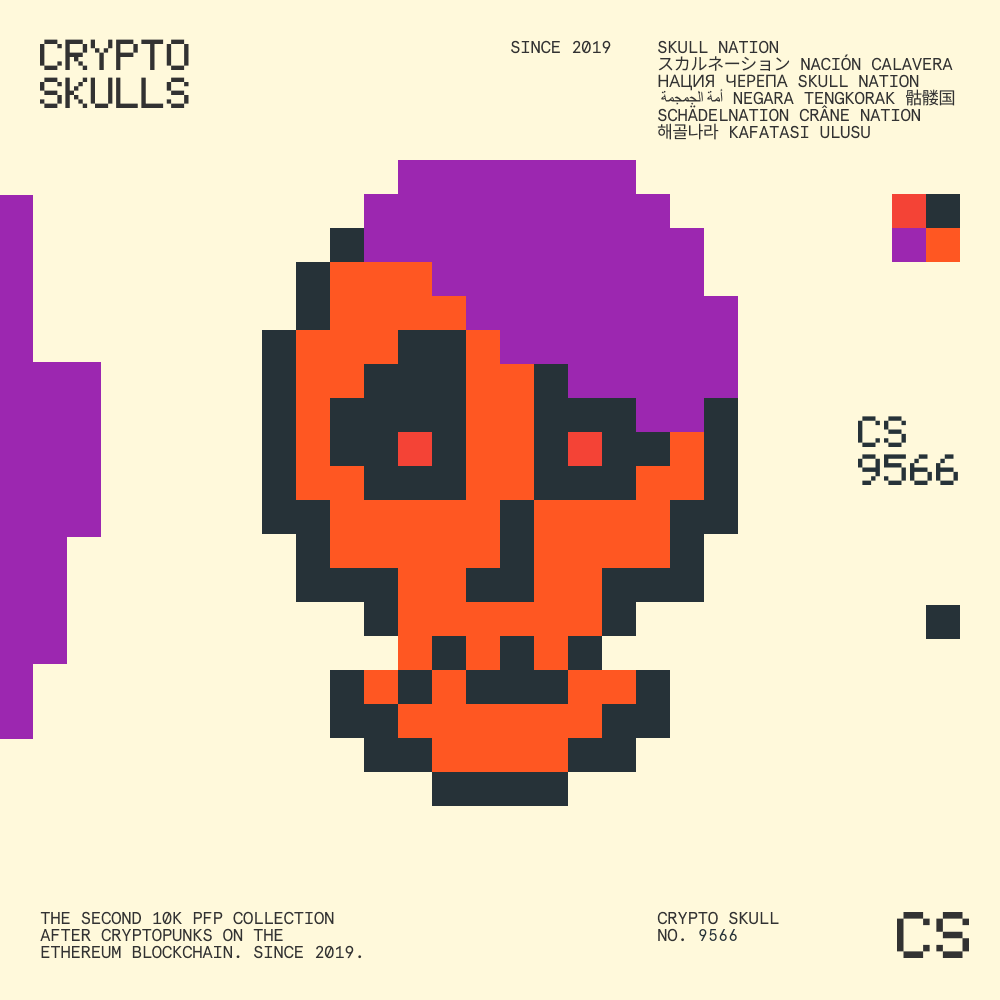 CRYPTO
SKULLS
SINCE 2019
SKULL NATION
スカルネーション NACIÓN CALAVERA
НАЦИЯ ЧЕРЕПА SKULL NATION
أمة الجمجمة NEGARA TENGKORAK 骷髅国
SCHÄDELNATION CRÂNE NATION
해골나라 KAFATASI ULUSU
CS
9566
THE SECOND 10K PFP COLLECTION
AFTER CRYPTOPUNKS ON THE
ETHEREUM BLOCKCHAIN. SINCE 2019.
CRYPTO SKULL
NO. 9566
CS